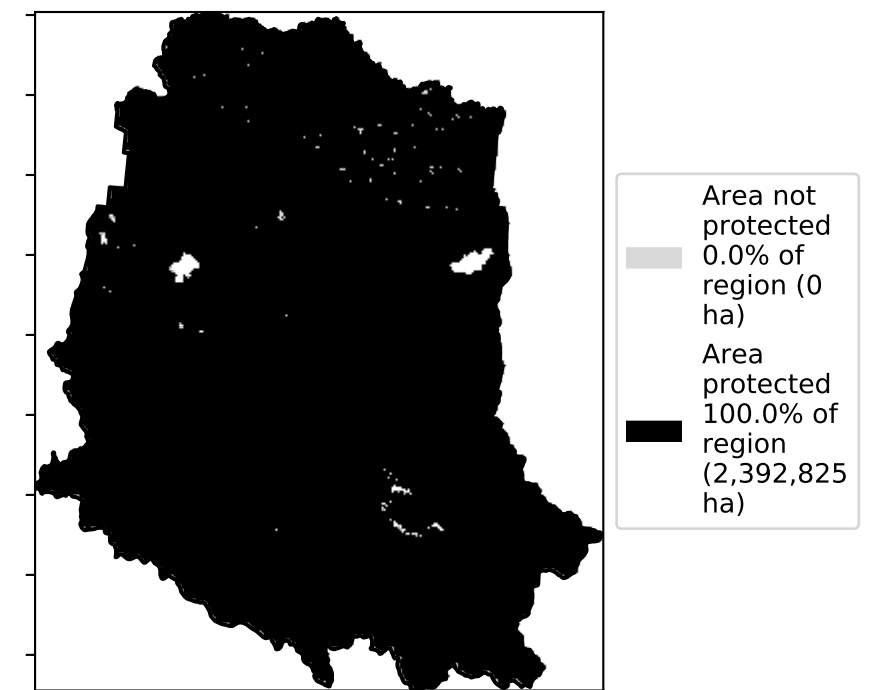 Area not
protected
0.0% of
region (0
ha)
Area
protected
100.0% of
region
(2,392,825
ha)